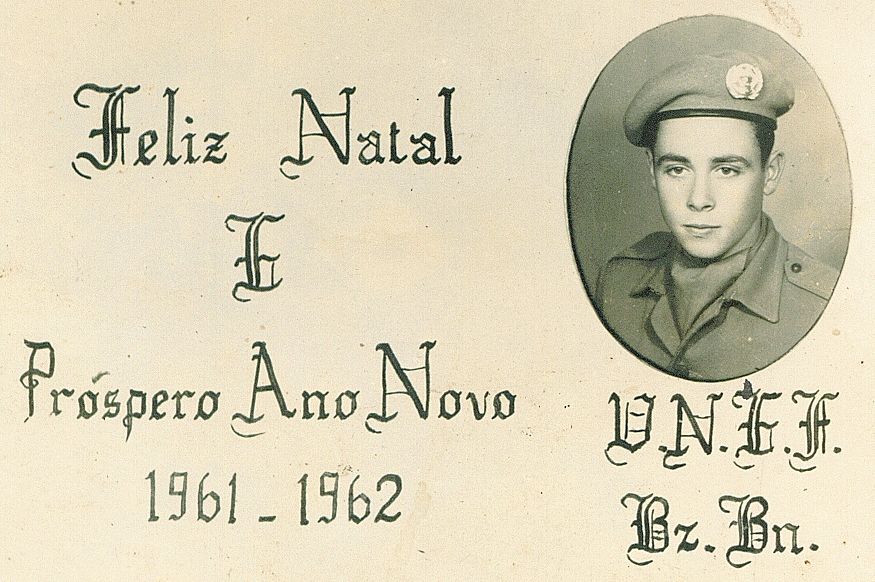 Feliz Natal
E
Próspero Ano Novo
1961 - 1962
U.N.E.F.
Bz. Bn.